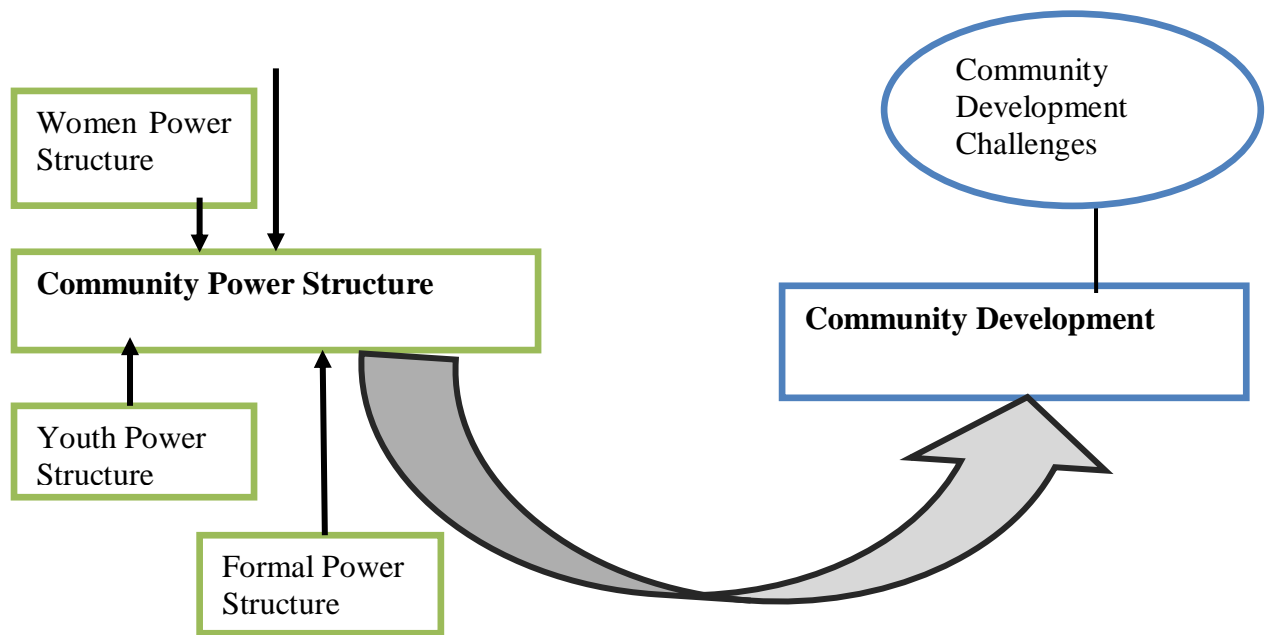 Women Power
Structure
Community
Development
Challenges
Community Power Structure
Community Development
Youth Power
Structure
Formal Power
Structure